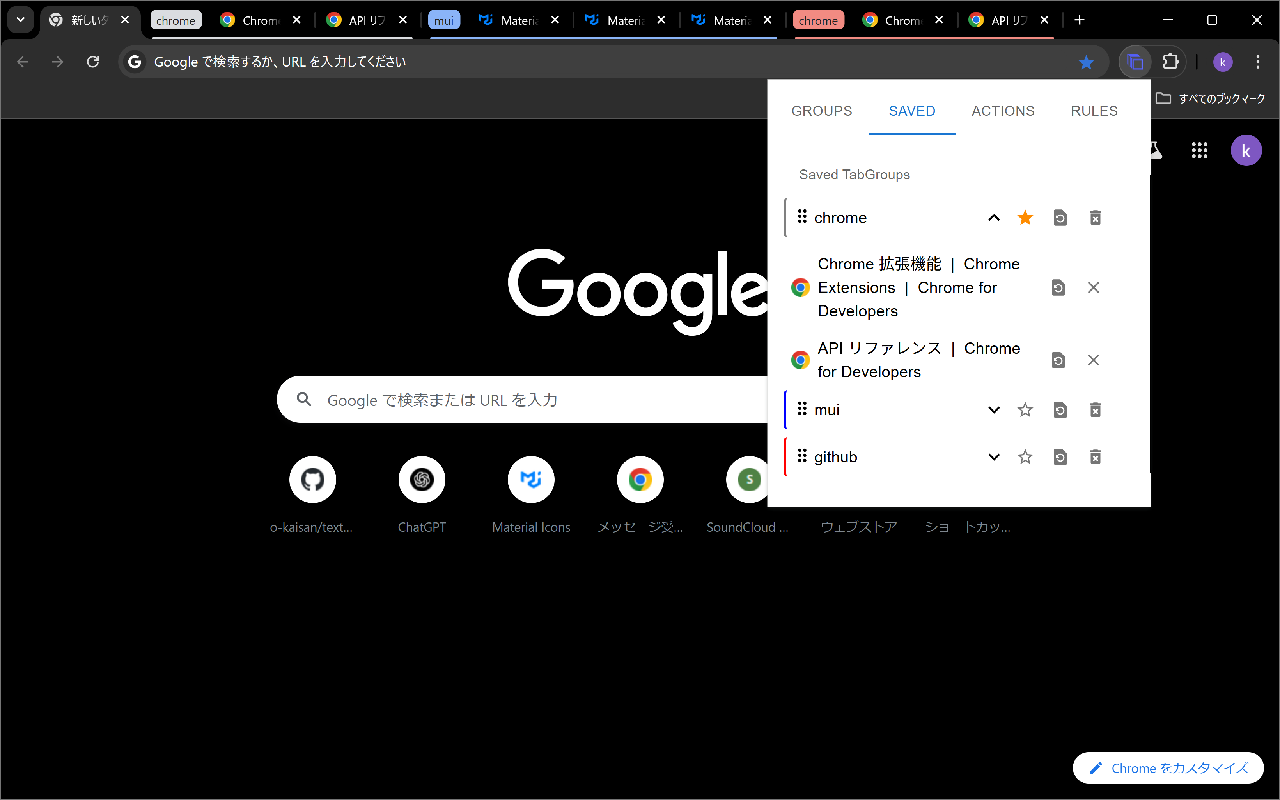 新しいタ
chrome
Chrome
API リフ
mui
Materia
Materia
Materia
chrome
Chrome
API リフ
Google で検索するか、URL を入力してください
k
すべてのブックマーク
GROUPS
SAVED
ACTIONS
RULES
k
Saved TabGroups
chrome
Chrome 拡張機能 | Chrome
Extensions | Chrome for
Developers
API リファレンス | Chrome
for Developers
mui
github
Google
Google で検索または URL を入力
S
o-kaisan/text...
ChatGPT
Material Icons
メッセージ受...
SoundCloud ...
ウェブストア
ショートカッ...
Chrome をカスタマイズ